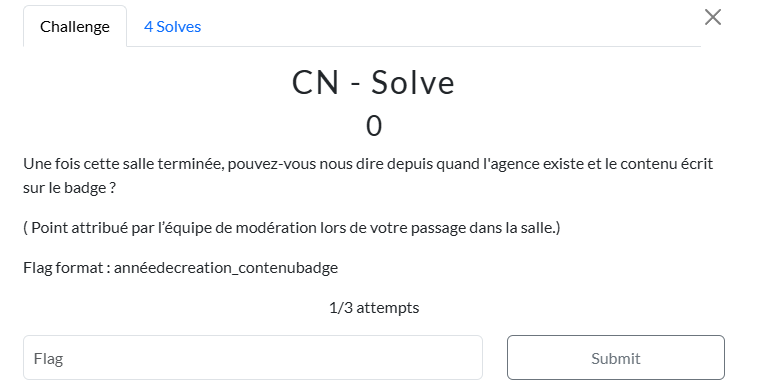 Challenge
4 Solves
CN - Solve
0
Une fois cette salle terminée, pouvez-vous nous dire depuis quand l'agence existe et le contenu écrit
sur le badge ?
( Point attribué par l’équipe de modération lors de votre passage dans la salle.)
Flag format : annéedecreation_contenubadge
1/3 attempts
Flag
Submit